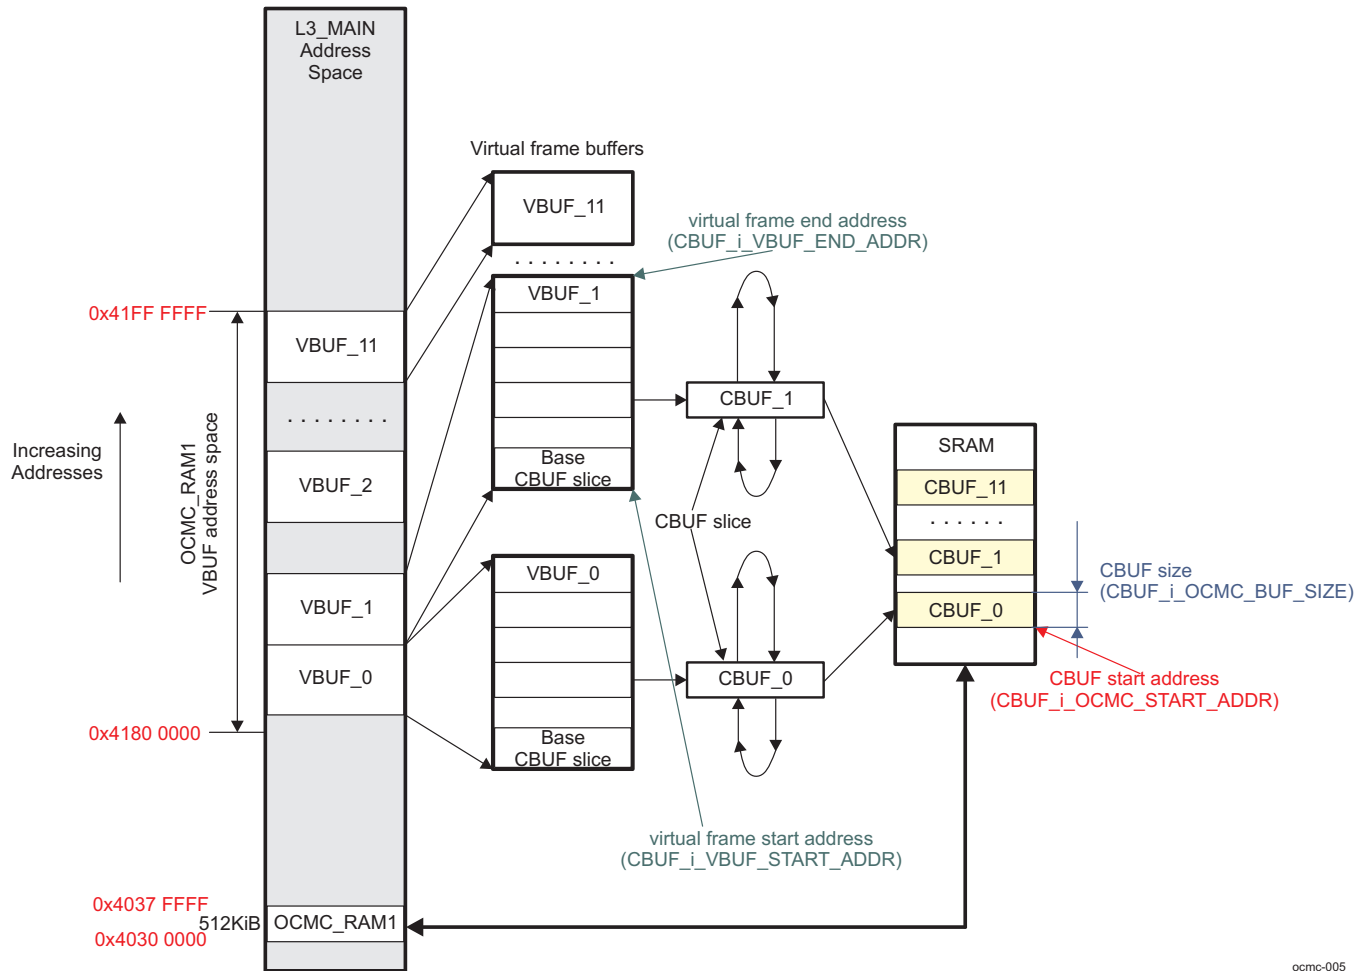 L3_MAIN
Address
Space
Virtual frame buffers
VBUF_11
virtual frame end address
(CBUF_i_VBUF_END_ADDR)
. . . . . . . .
VBUF_1
0x41FF FFFF
VBUF_11
CBUF_1
. . . . . . . .
Increasing
Addresses
OCMC_RAM1
VBUF address space
VBUF_2
Base
CBUF slice
SRAM
CBUF_11
. . . . . .
CBUF_1
CBUF_0
CBUF slice
CBUF size
(CBUF_i_OCMC_BUF_SIZE)
VBUF_1
VBUF_0
VBUF_0
CBUF_0
CBUF start address
(CBUF_i_OCMC_START_ADDR)
0x4180 0000
Base
CBUF slice
virtual frame start address
(CBUF_i_VBUF_START_ADDR)
0x4037 FFFF
512KiB
OCMC_RAM1
0x4030 0000
ocmc-005